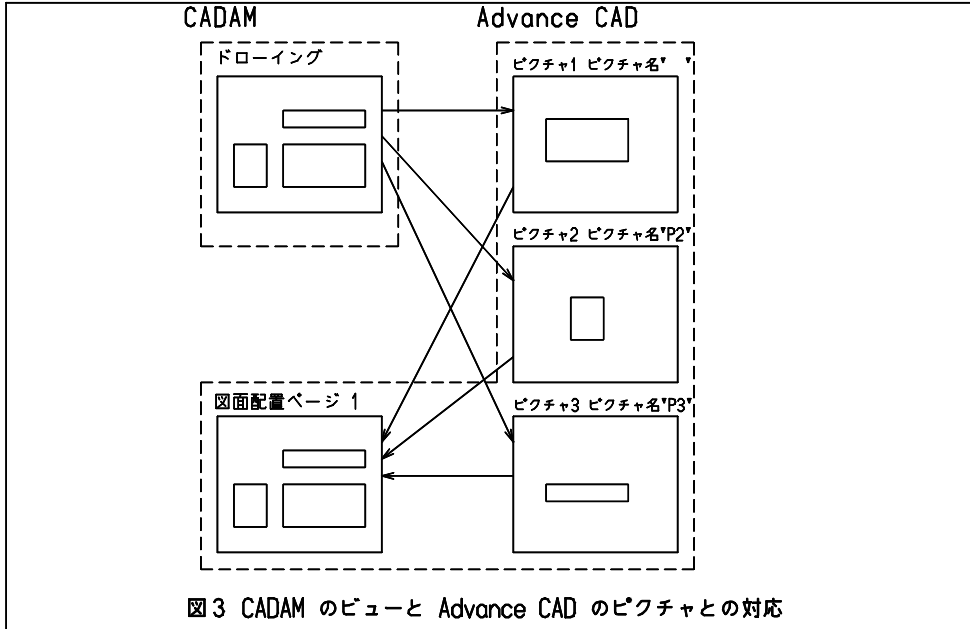 CADAM
Advance CAD
ドローイング
ピクチャ1 ピクチャ名" "
ピクチャ2 ピクチャ名"P2"
図面配置ページ 1
ピクチャ3 ピクチャ名"P3"
図3 CADAM のビューと Advance CAD のピクチャとの対応